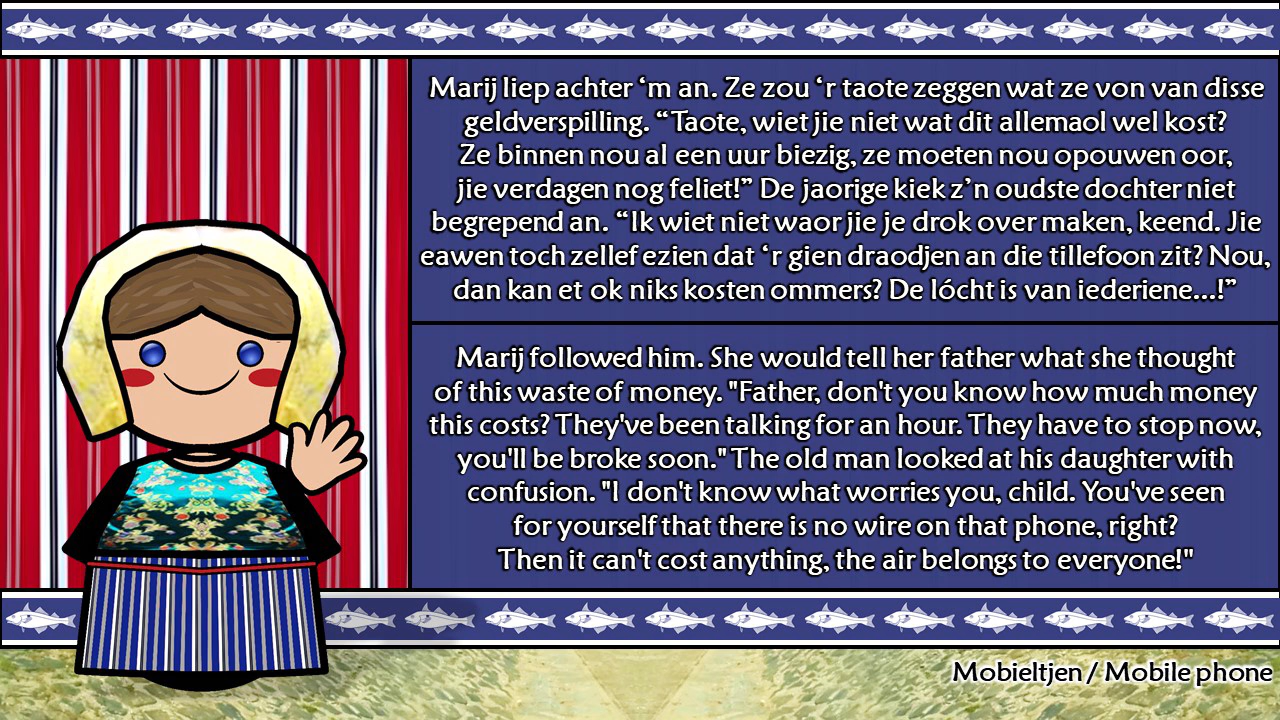 Marij liep achter ‘m an. Ze zou ‘r taote zeggen wat ze von van disse
geldverspilling. “Taote, wiet jie niet wat dit allemaol wel kost?
Ze binnen nou al een uur biezig, ze moeten nou opouwen oor,
jie verdagen nog feliet!” De jaorige kiek z’n oudste dochter niet
begrepend an. “Ik wiet niet waor jie je drok over maken, keend. Jie
eawen toch zellef ezien dat ‘r gien draodjen an die tillefoon zit? Nou,
dan kan et ok niks kosten ommers? De lócht is van iederiene...!”
Marij followed him. She would tell her father what she thought
of this waste of money. "Father, don't you know how much money
this costs? They've been talking for an hour. They have to stop now,
you'll be broke soon." The old man looked at his daughter with
confusion. "I don't know what worries you, child. You've seen
for yourself that there is no wire on that phone, right?
Then it can't cost anything, the air belongs to everyone!"
Mobieltjen / Mobile phone